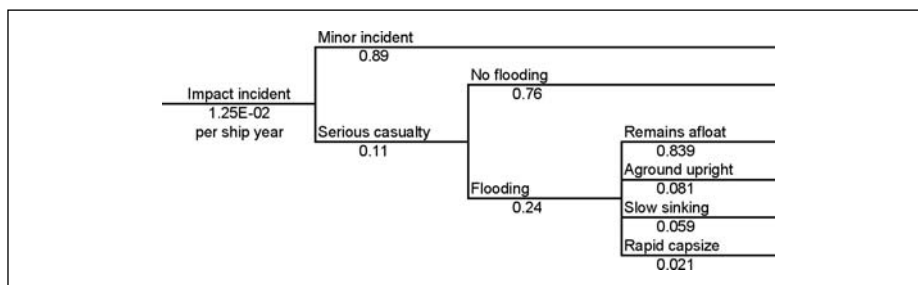 Minor incident
0.89
No flooding
0.76
Impact incident
1.25E-02
per ship year
Serious casualty
0.11
Remains afloat
0.839
Aground upright
0.081
Flooding
0.24
Slow sinking
0.059
Rapid capsize
0.021